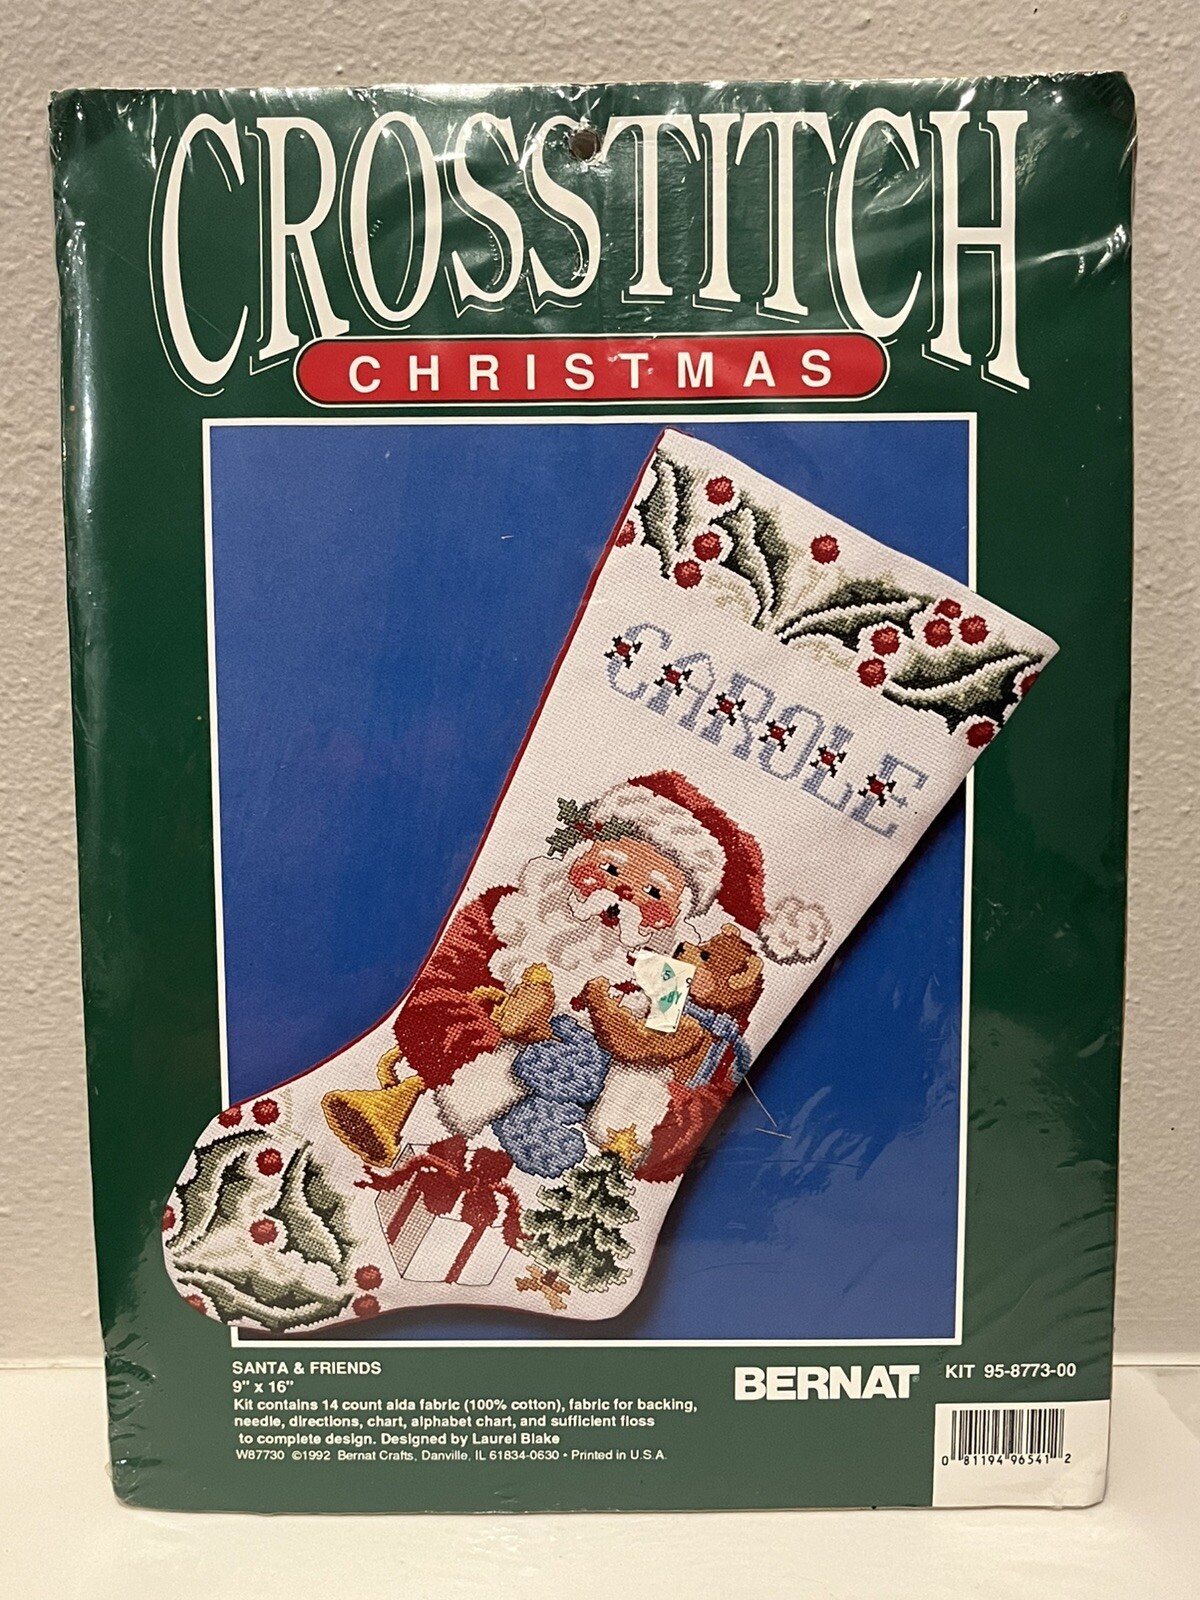 CROSSTITCH
CHRISTMAS
CAROLE
S
BY
SANTA & FRIENDS
9" x 16"
Kit contains 14 count aida fabric (100% cotton), fabric for backing,
needle, directions, chart, alphabet chart, and sufficient floss
to complete design. Designed by Laurel Blake
W87730 ©1992 Bernat Crafts, Danville, IL 61834-0630 • Printed in U.S.A.
BERNAT®
KIT 95-8773-00
0 81194 96541 2